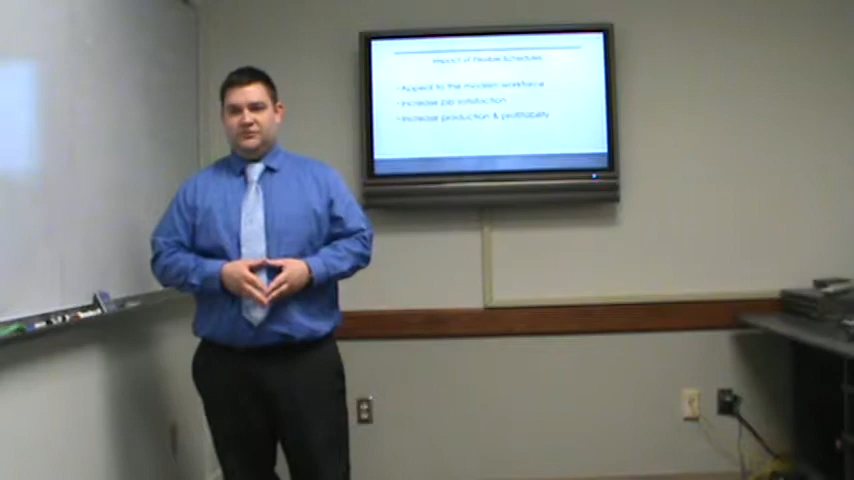 Impact of Flexible Schedules
• Appeal to the modern workforce
• Increase job satisfaction
• Increase production & profitability